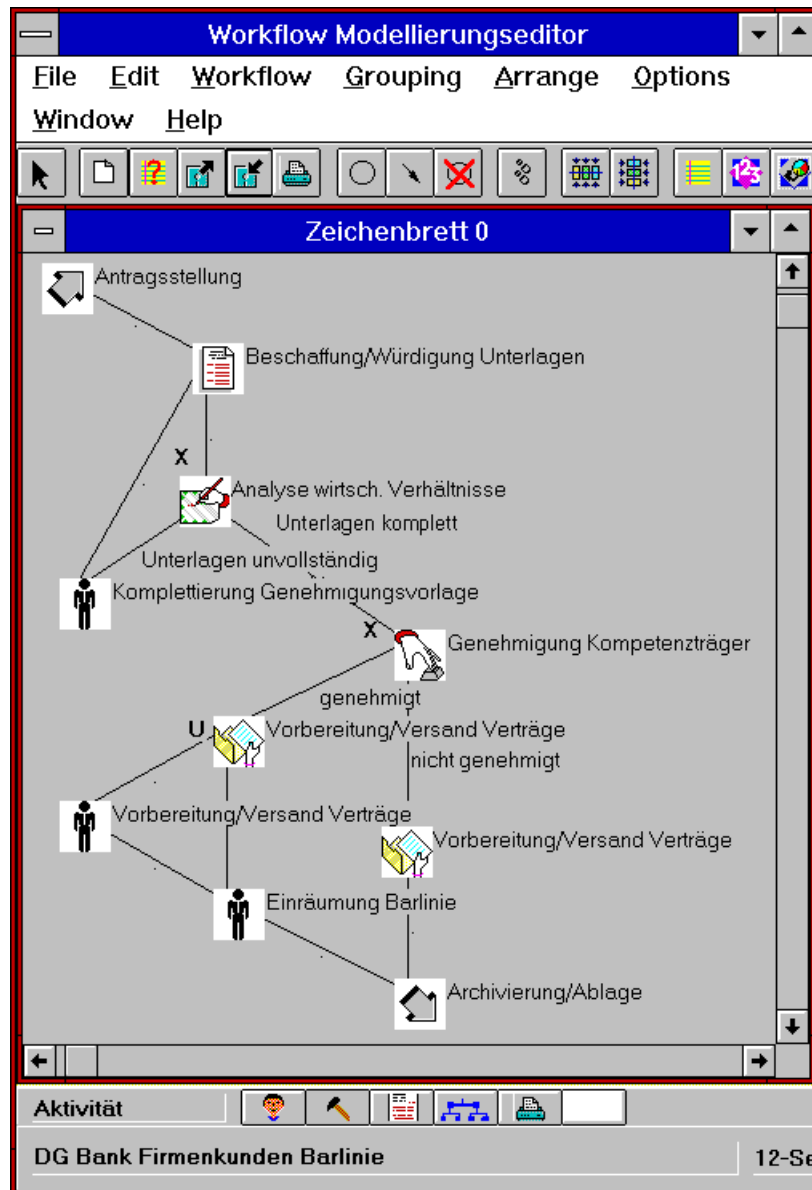 Workflow Modellierungseditor
File Edit Workflow Grouping Arrange Options
Window Help
Zeichenbrett 0
Antragsstellung
Beschaffung/Würdigung Unterlagen
X
Analyse wirtsch. Verhältnisse
Unterlagen komplett
Unterlagen unvollständig
Komplettierung Genehmigungsvorlage
X
Genehmigung Kompetenzträger
genehmigt
U Vorbereitung/Versand Verträge
nicht genehmigt
Vorbereitung/Versand Verträge
Vorbereitung/Versand Verträge
Einräumung Barlinie
Archivierung/Ablage
Aktivität
DG Bank Firmenkunden Barlinie 12-Se